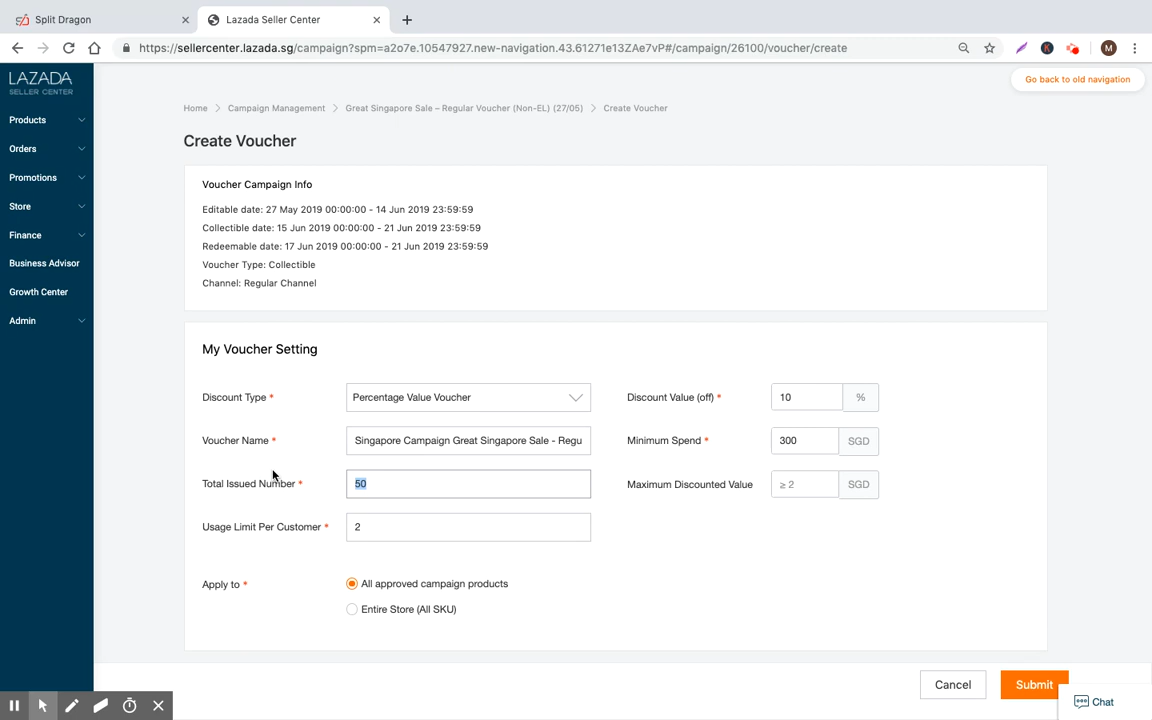 Split Dragon
Lazada Seller Center
https://sellercenter.lazada.sg/campaign?spm=a2o7e.10547927.new-navigation.43.61271e13ZAe7vP#/campaign/26100/voucher/create
K
M
LAZADA
SELLER CENTER
Go back to old navigation
Products
Orders
Promotions
Store
Finance
Business Advisor
Growth Center
Admin
Home > Campaign Management > Great Singapore Sale – Regular Voucher (Non-EL) (27/05) > Create Voucher
Create Voucher
Voucher Campaign Info
Editable date: 27 May 2019 00:00:00 - 14 Jun 2019 23:59:59
Collectible date: 15 Jun 2019 00:00:00 - 21 Jun 2019 23:59:59
Redeemable date: 17 Jun 2019 00:00:00 - 21 Jun 2019 23:59:59
Voucher Type: Collectible
Channel: Regular Channel
My Voucher Setting
Discount Type * Percentage Value Voucher Discount Value (off) * 10 %
Voucher Name * Singapore Campaign Great Singapore Sale - Regu Minimum Spend * 300 SGD
Total Issued Number * 50 Maximum Discounted Value ≥ 2 SGD
Usage Limit Per Customer * 2
Apply to * All approved campaign products
Entire Store (All SKU)
Cancel Submit
Chat